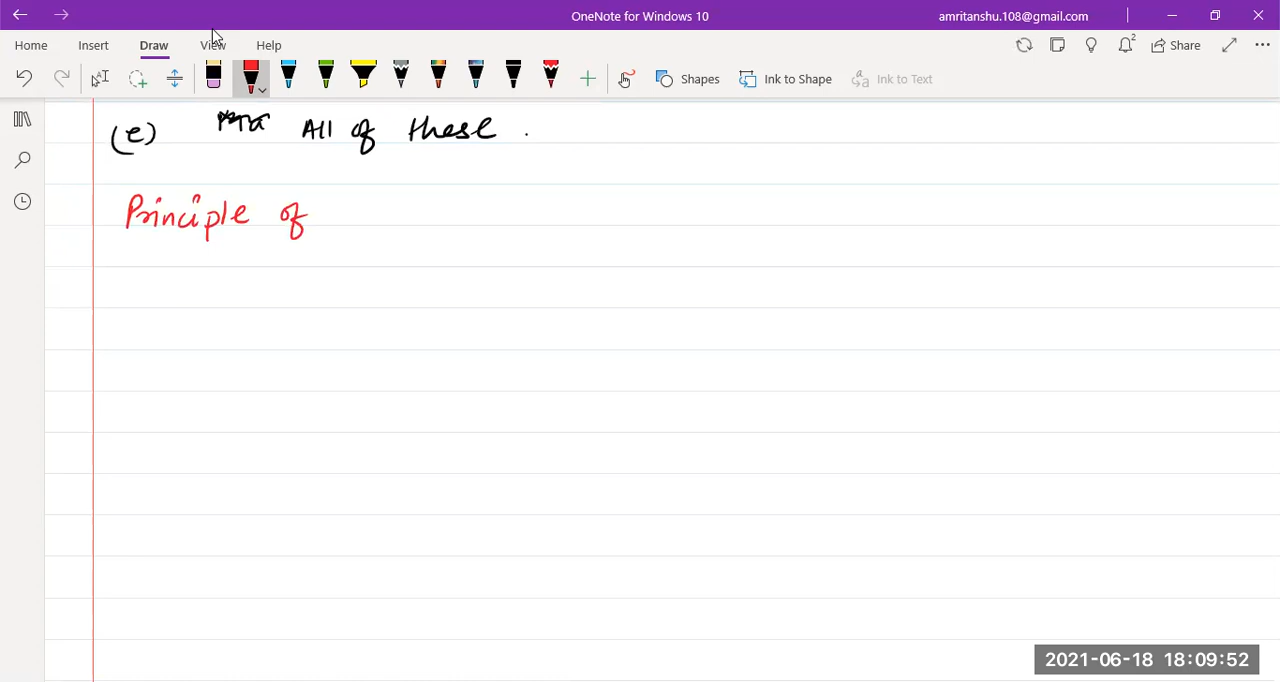 OneNote for Windows 10
amritanshu.108@gmail.com
Home Insert Draw View Help
2
Share
Shapes
Ink to Shape
Ink to Text
(e) All of these .
Principle of
2021-06-18 18:09:52